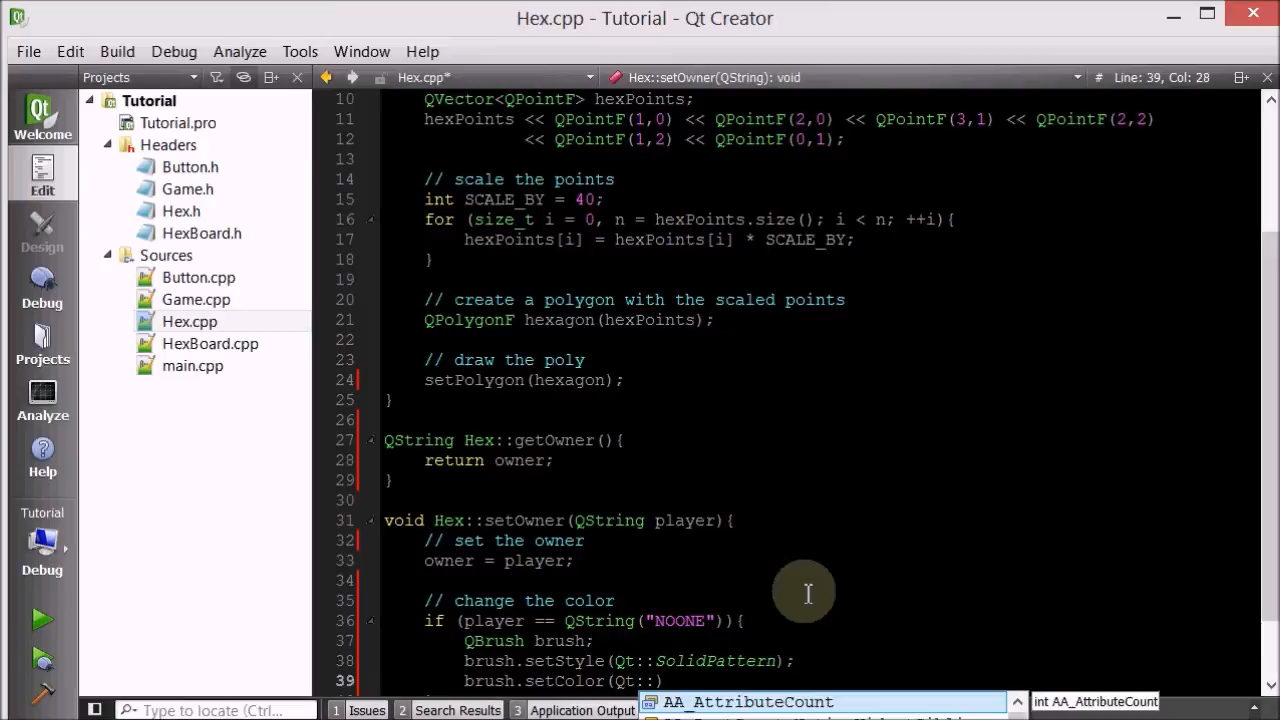 Hex.cpp - Tutorial - Qt Creator
File Edit Build Debug Analyze Tools Window Help
Projects Hex.cpp* Hex::setOwner(QString): void # Line: 39, Col: 28
Welcome
Edit
Design
Debug
Projects
Analyze
Help
Tutorial
Debug
Tutorial
Tutorial.pro
Headers
Button.h
Game.h
Hex.h
HexBoard.h
Sources
Button.cpp
Game.cpp
Hex.cpp
HexBoard.cpp
main.cpp
10 QVector<QPointF> hexPoints;
11 hexPoints << QPointF(1,0) << QPointF(2,0) << QPointF(3,1) << QPointF(2,2)
12 << QPointF(1,2) << QPointF(0,1);
13
14 // scale the points
15 int SCALE_BY = 40;
16 for (size_t i = 0, n = hexPoints.size(); i < n; ++i){
17 hexPoints[i] = hexPoints[i] * SCALE_BY;
18 }
19
20 // create a polygon with the scaled points
21 QPolygonF hexagon(hexPoints);
22
23 // draw the poly
24 setPolygon(hexagon);
25 }
26
27 QString Hex::getOwner(){
28 return owner;
29 }
30
31 void Hex::setOwner(QString player){
32 // set the owner
33 owner = player;
34
35 // change the color
36 if (player == QString("NOONE")){
37 QBrush brush;
38 brush.setStyle(Qt::SolidPattern);
39 brush.setColor(Qt::)
AA_AttributeCount int AA_AttributeCount
Type to locate (Ctrl... 1 Issues 2 Search Results 3 Application Output